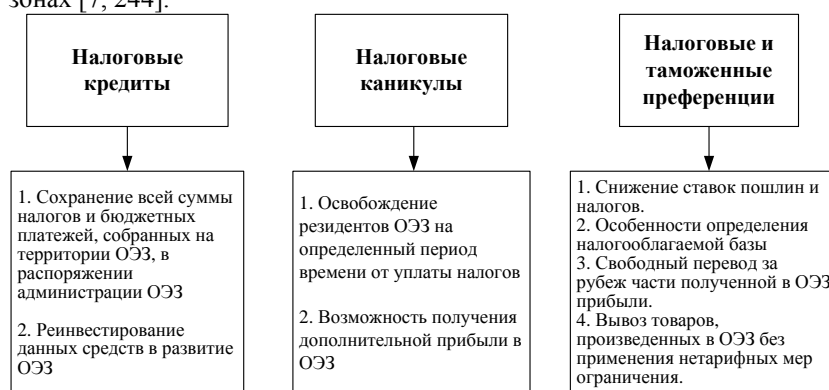 зонах [7, 244].
Налоговые
кредиты
1. Сохранение всей суммы
налогов и бюджетных
платежей, собранных на
территории ОЭЗ, в
распоряжении
администрации ОЭЗ
2. Реинвестирование
данных средств в развитие
ОЭЗ
Налоговые
каникулы
1. Освобождение
резидентов ОЭЗ на
определенный период
времени от уплаты налогов
2. Возможность получения
дополнительной прибыли в
ОЭЗ
Налоговые и
таможенные
преференции
1. Снижение ставок пошлин и
налогов.
2. Особенности определения
налогооблагаемой базы
3. Свободный перевод за
рубеж части полученной в ОЭЗ
прибыли.
4. Вывоз товаров,
произведенных в ОЭЗ без
применения нетарифных мер
ограничения.